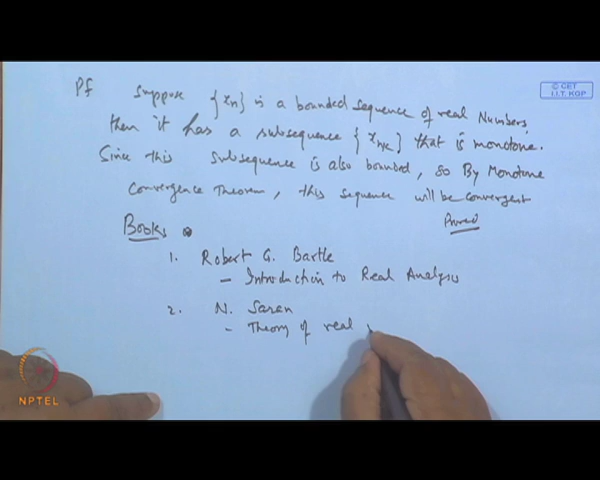 Pf Suppose {xn} is a bounded sequence of real Numbers,
© CET
I.I.T. KGP
then it has a subsequence {xnk} that is monotone.
Since this subsequence is also bounded, so By Monotone
Convergence Theorem, this sequence will be convergent
Proved
Books
1. Robert G. Bartle
– Introduction to Real Analysis
2. N. Saran
– Theory of real
NPTEL